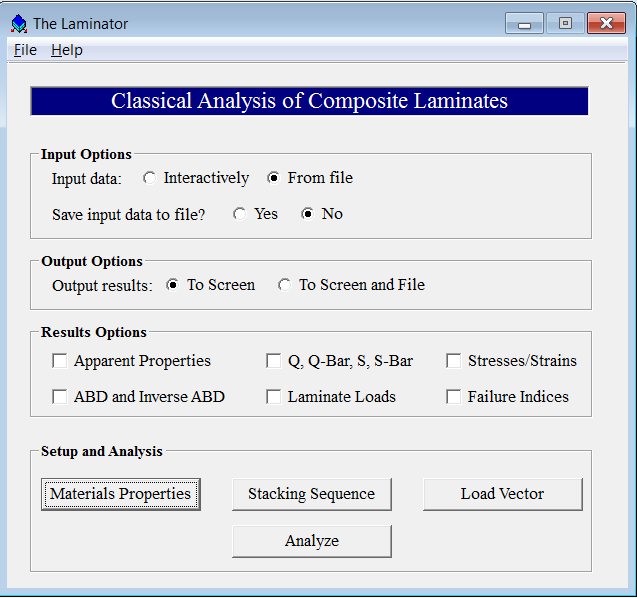 The Laminator
File Help
Classical Analysis of Composite Laminates
Input Options
Input data: Interactively From file
Save input data to file? Yes No
Output Options
Output results: To Screen To Screen and File
Results Options
Apparent Properties Q, Q-Bar, S, S-Bar Stresses/Strains
ABD and Inverse ABD Laminate Loads Failure Indices
Setup and Analysis
Materials Properties Stacking Sequence Load Vector
Analyze